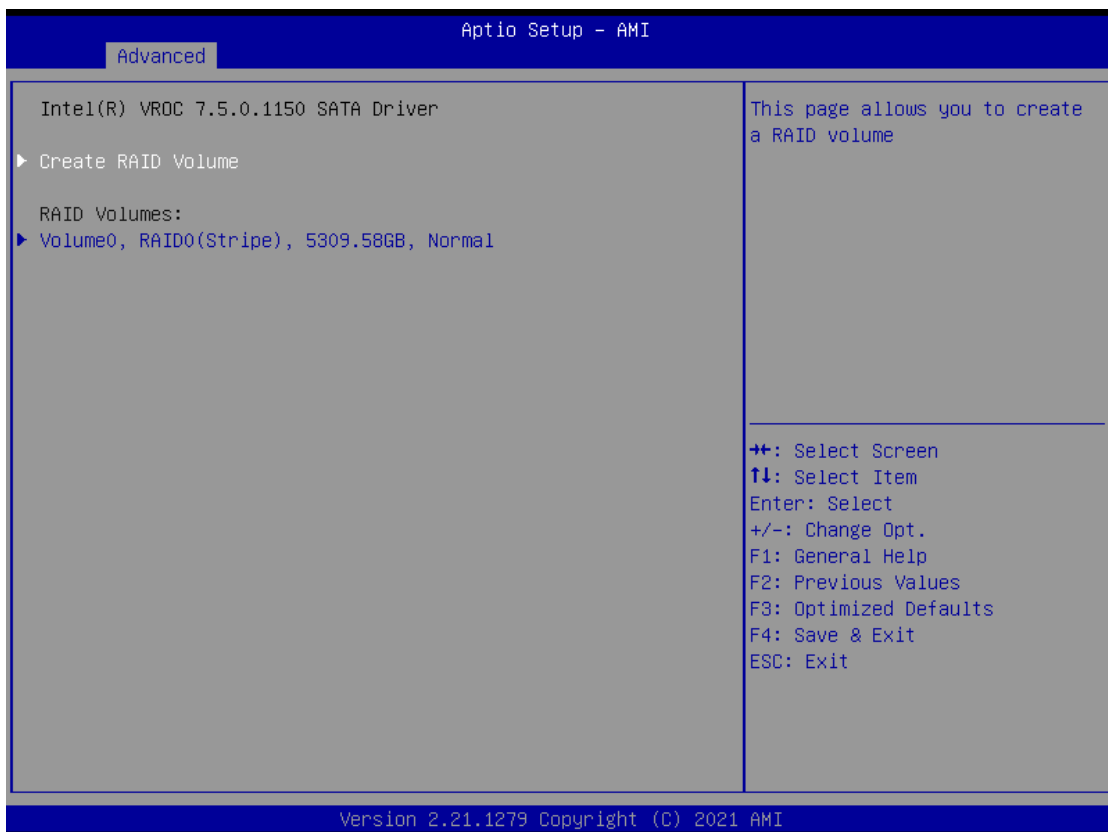 Aptio Setup – AMI
Advanced
Intel(R) VROC 7.5.0.1150 SATA Driver
Create RAID Volume
RAID Volumes:
Volume0, RAID0(Stripe), 5309.58GB, Normal
This page allows you to create
a RAID volume
→←: Select Screen
↑↓: Select Item
Enter: Select
+/-: Change Opt.
F1: General Help
F2: Previous Values
F3: Optimized Defaults
F4: Save & Exit
ESC: Exit
Version 2.21.1279 Copyright (C) 2021 AMI